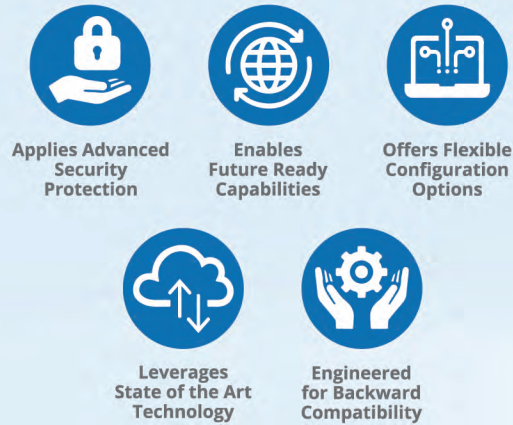 Applies Advanced
Security
Protection
Enables
Future Ready
Capabilities
Offers Flexible
Configuration
Options
Leverages
State of the Art
Technology
Engineered
for Backward
Compatibility